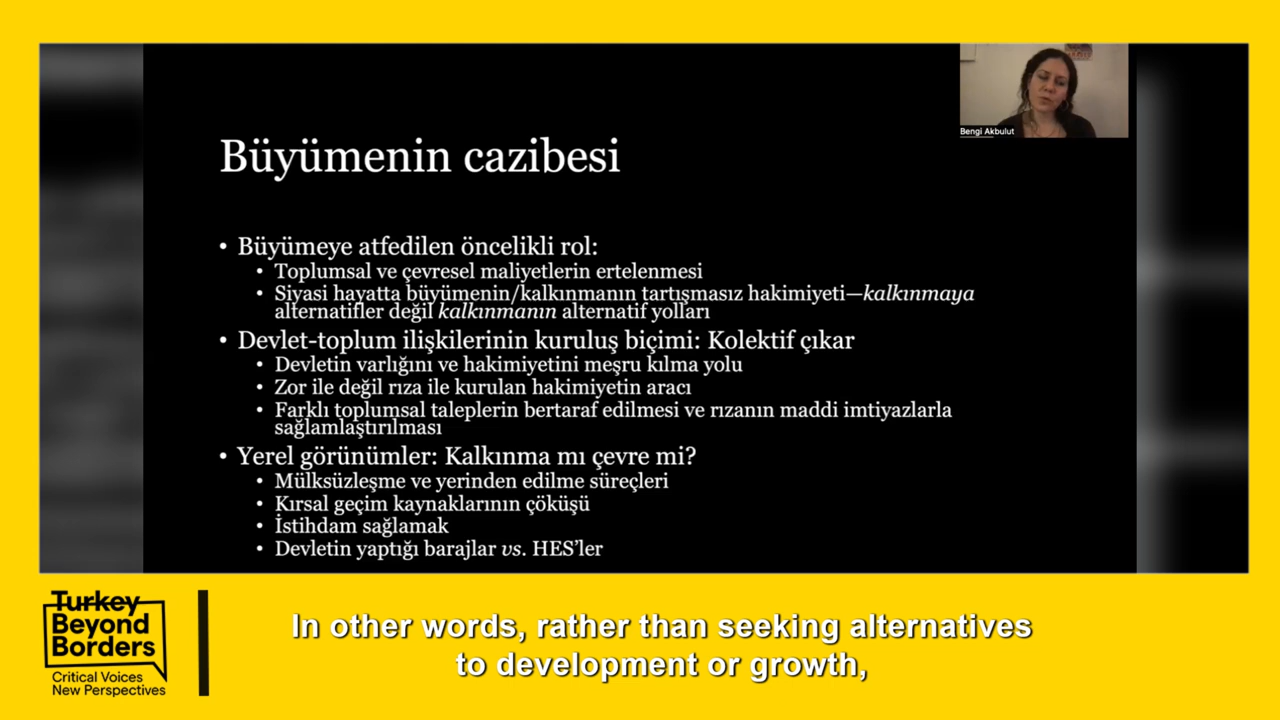 Bengi Akbulut
Büyümenin cazibesi
• Büyümeye atfedilen öncelikli rol:
• Toplumsal ve çevresel maliyetlerin ertelenmesi
• Siyasi hayatta büyümenin/kalkınmanın tartışmasız hakimiyeti—kalkınmaya
alternatifler değil kalkınmanın alternatif yolları
• Devlet-toplum ilişkilerinin kuruluş biçimi: Kolektif çıkar
• Devletin varlığını ve hakimiyetini meşru kılma yolu
• Zor ile değil rıza ile kurulan hakimiyetin aracı
• Farklı toplumsal taleplerin bertaraf edilmesi ve rızanın maddi imtiyazlarla
sağlamlaştırılması
• Yerel görünümler: Kalkınma mı çevre mi?
• Mülksüzleşme ve yerinden edilme süreçleri
• Kırsal geçim kaynaklarının çöküşü
• İstihdam sağlamak
• Devletin yaptığı barajlar vs. HES’ler
Turkey
Beyond
Borders
Critical Voices
New Perspectives
In other words, rather than seeking alternatives
to development or growth,